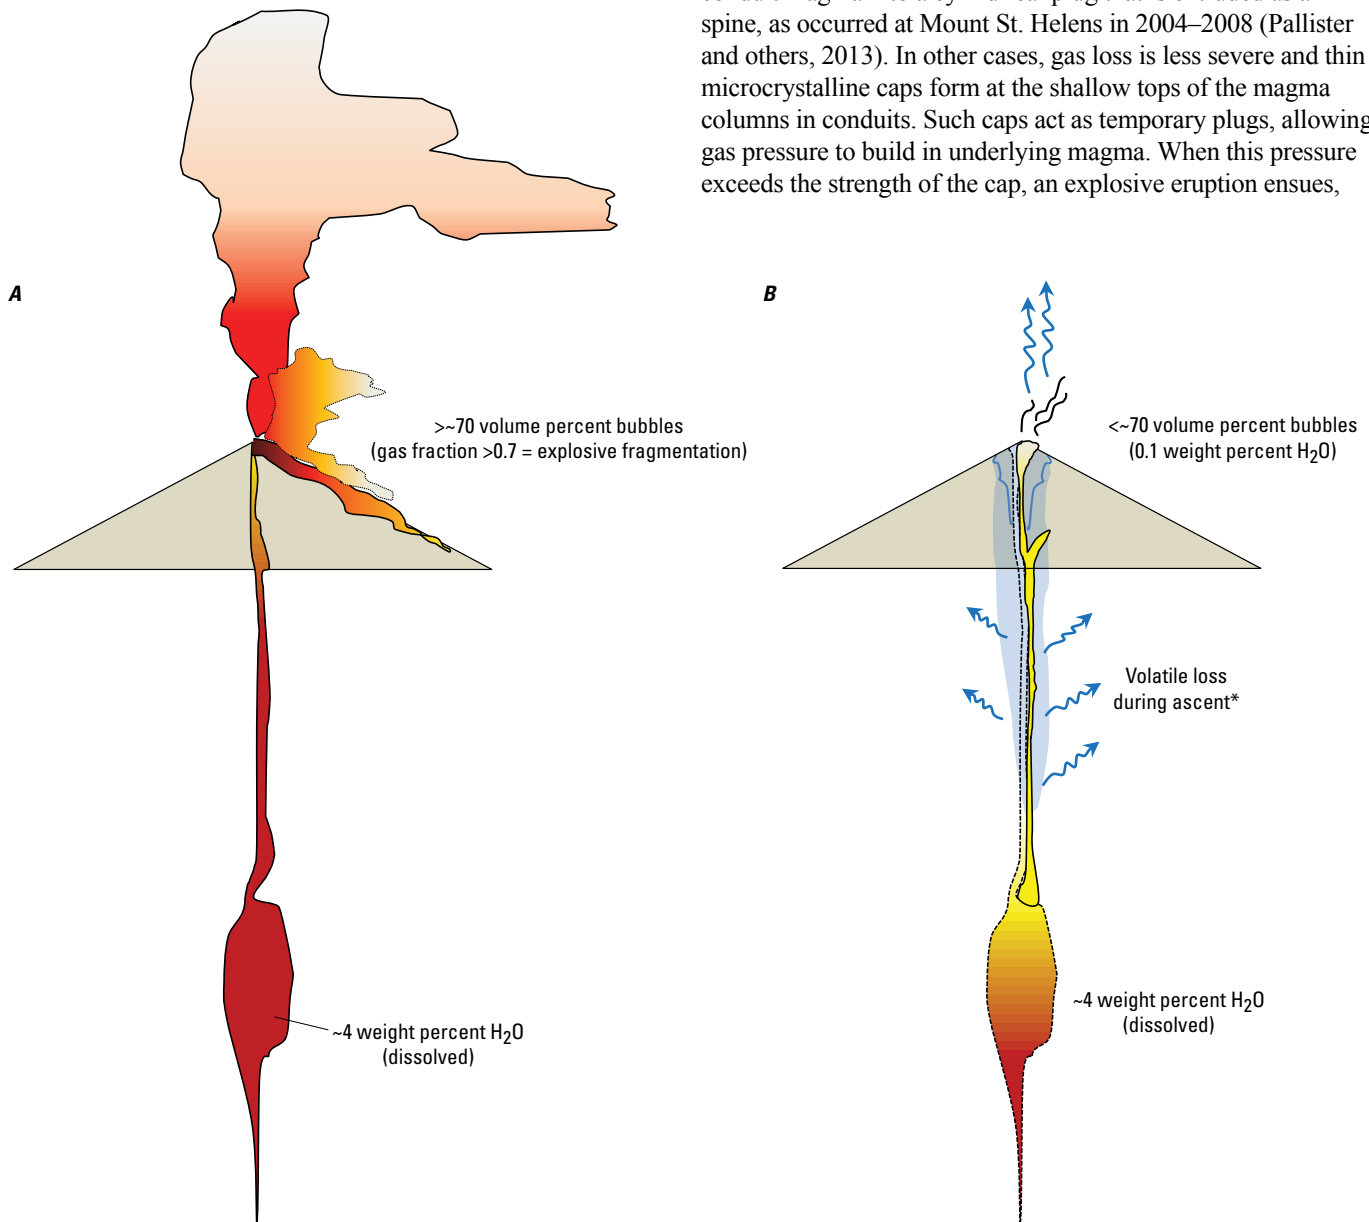 spine, as occurred at Mount St. Helens in 2004–2008 (Pallister
and others, 2013). In other cases, gas loss is less severe and thin
microcrystalline caps form at the shallow tops of the magma
columns in conduits. Such caps act as temporary plugs, allowing
gas pressure to build in underlying magma. When this pressure
exceeds the strength of the cap, an explosive eruption ensues,
A
>~70 volume percent bubbles
(gas fraction >0.7 = explosive fragmentation)
~4 weight percent H₂O
(dissolved)
B
<~70 volume percent bubbles
(0.1 weight percent H₂O)
Volatile loss
during ascent*
~4 weight percent H₂O
(dissolved)